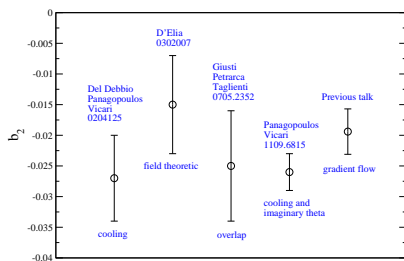 0
-0.005
-0.01
-0.015
-0.02
-0.025
-0.03
-0.035
-0.04
b2
Del Debbio
Panagopoulos
Vicari
0204125
cooling
D'Elia
0302007
field theoretic
Giusti
Petrarca
Taglienti
0705.2352
overlap
Panagopoulos
Vicari
1109.6815
cooling and
imaginary theta
Previous talk
gradient flow